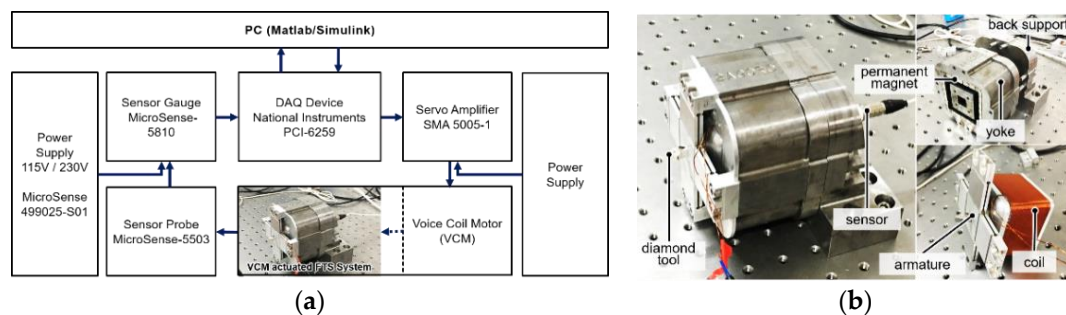 PC (Matlab/Simulink)
Power
Supply
115V / 230V
MicroSense
499025-S01
Sensor Gauge
MicroSense-
5810
DAQ Device
National Instruments
PCI-6259
Servo Amplifier
SMA 5005-1
Power
Supply
Sensor Probe
MicroSense-5503
VCM actuated FTS System
Voice Coil Motor
(VCM)
(a)
back support
permanent
magnet
yoke
sensor
diamond
tool
armature
coil
(b)